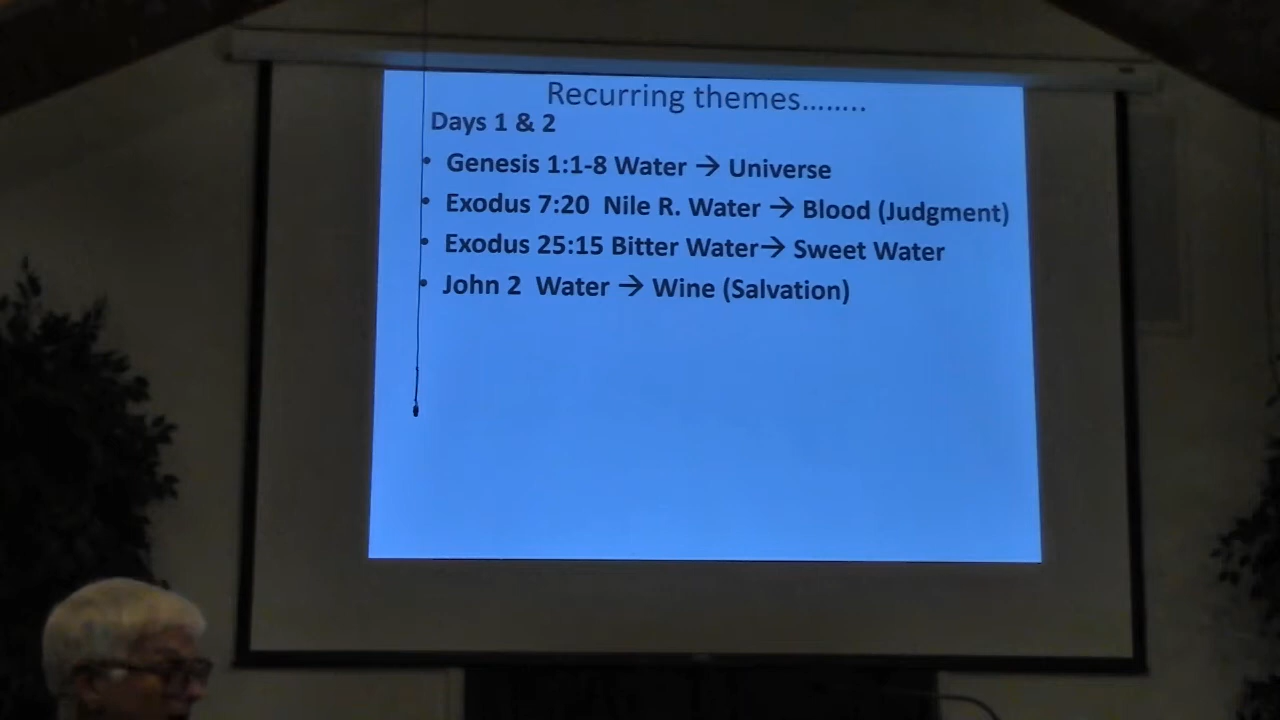 Recurring themes........
Days 1 & 2
• Genesis 1:1-8 Water → Universe
• Exodus 7:20 Nile R. Water → Blood (Judgment)
• Exodus 25:15 Bitter Water→ Sweet Water
• John 2 Water → Wine (Salvation)